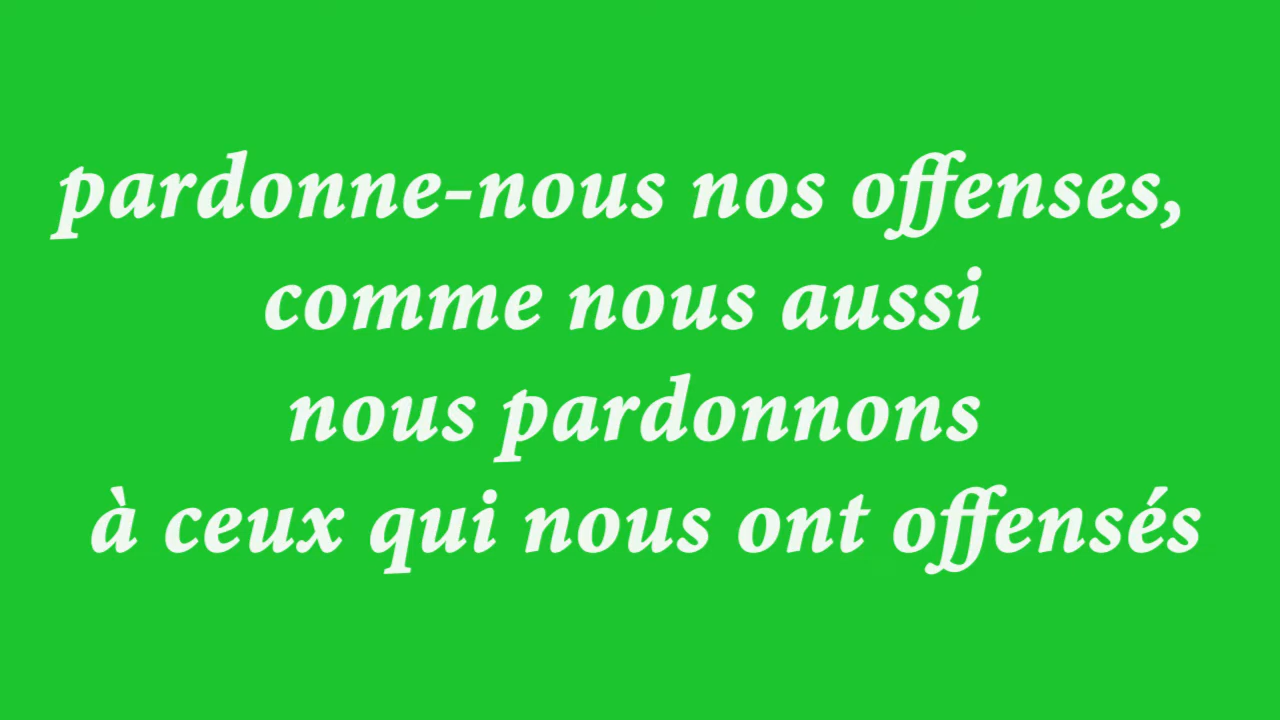 pardonne-nous nos offenses,
comme nous aussi
nous pardonnons
à ceux qui nous ont offensés